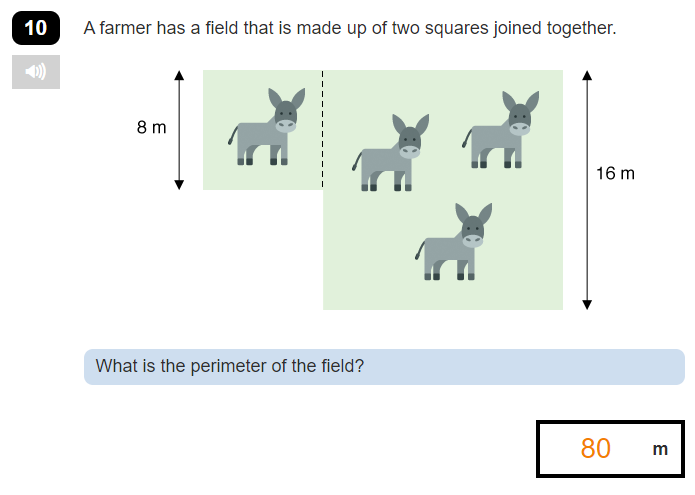 10
A farmer has a field that is made up of two squares joined together.
8 m
16 m
What is the perimeter of the field?
80 m